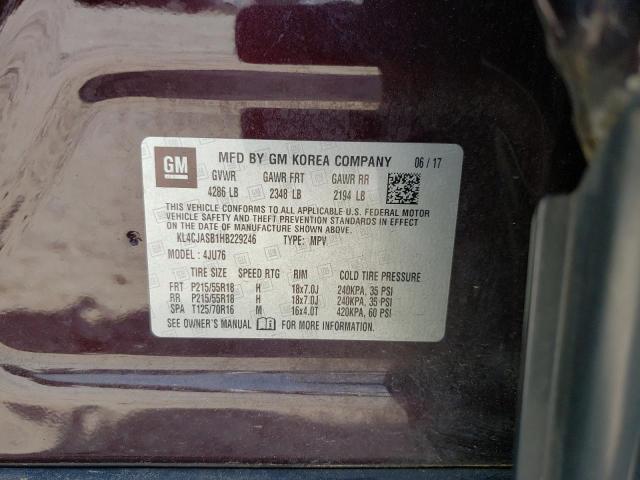 GM MFD BY GM KOREA COMPANY 06 / 17
GVWR GAWR FRT GAWR RR
4286 LB 2348 LB 2194 LB
THIS VEHICLE CONFORMS TO ALL APPLICABLE U.S. FEDERAL MOTOR
VEHICLE SAFETY AND THEFT PREVENTION STANDARDS IN EFFECT
ON THE DATE OF MANUFACTURE SHOWN ABOVE.
KL4CJASB1HB229246 TYPE: MPV
MODEL : 4JU76
TIRE SIZE SPEED RTG RIM COLD TIRE PRESSURE
FRT P215/55R18 H 18x7.0J 240KPA, 35 PSI
RR P215/55R18 H 18x7.0J 240KPA, 35 PSI
SPA T125/70R16 M 16x4.0T 420KPA, 60 PSI
SEE OWNER'S MANUAL FOR MORE INFORMATION.